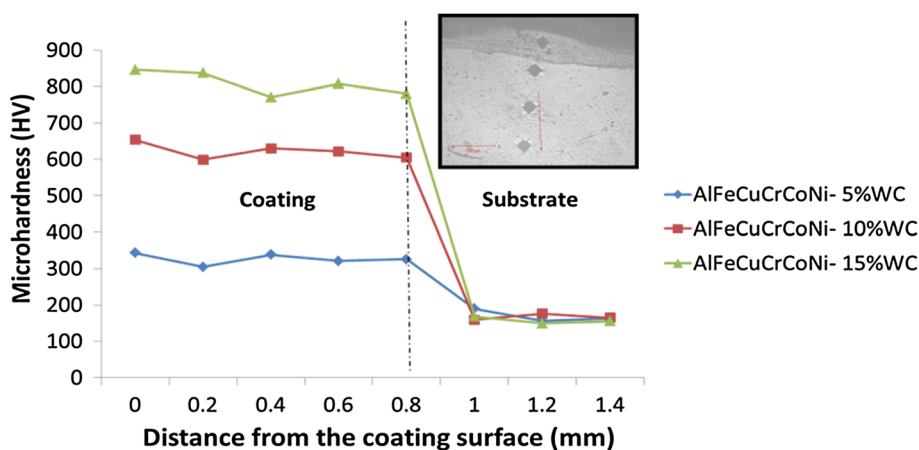 Microhardness (HV)
900
800
700
600
500
400
300
200
100
0
Coating
Substrate
0 0.2 0.4 0.6 0.8 1 1.2 1.4
Distance from the coating surface (mm)
AlFeCuCrCoNi- 5%WC
AlFeCuCrCoNi- 10%WC
AlFeCuCrCoNi- 15%WC